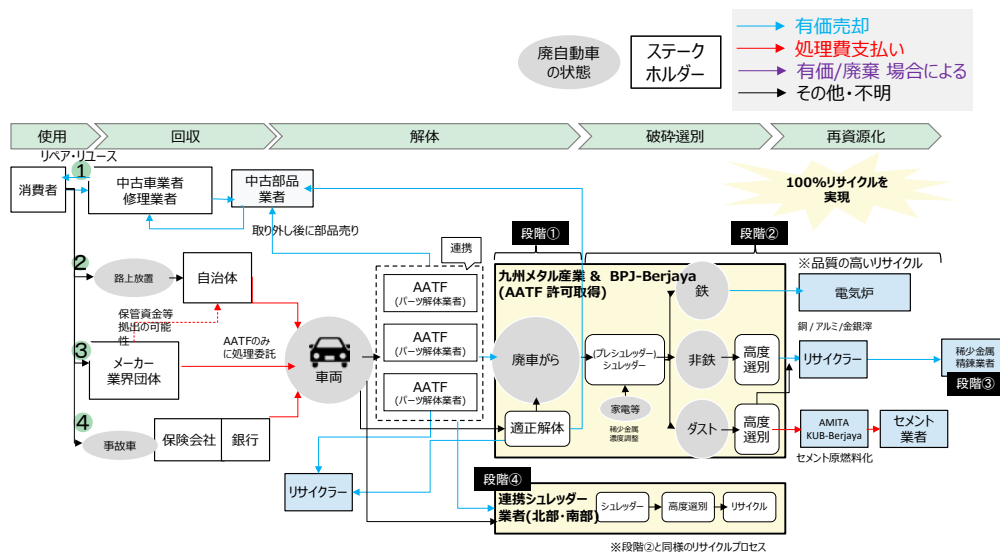 有価売却
処理費支払い
有価/廃棄 場合による
その他・不明
廃自動車
の状態
ステーク
ホルダー
使用
回収
解体
破砕選別
再資源化
リペア・リユース
1
消費者
中古車業者
修理業者
中古部品
業者
取り外し後に部品売り
連携
100%リサイクルを
実現
段階①
段階②
2
路上放置
自治体
保管資金等
拠出の可能
性
AATFのみ
に処理委託
3
メーカー
業界団体
4
事故車
保険会社
銀行
車両
AATF
(パーツ解体業者)
AATF
(パーツ解体業者)
AATF
(パーツ解体業者)
リサイクラー
九州メタル産業 & BPJ-Berjaya
(AATF 許可取得)
廃車がら
適正解体
(プレシュレッダー)
シュレッダー
家電等
稀少金属
濃度調整
鉄
非鉄
ダスト
高度
選別
高度
選別
※品質の高いリサイクル
電気炉
銅 / アルミ/金銀滓
リサイクラー
稀少金属
精錬業者
段階③
AMITA
KUB-Berjaya
セメント原燃料化
セメント
業者
段階④
連携シュレッダー
業者(北部・南部)
シュレッダー
高度選別
リサイクル
※段階②と同様のリサイクルプロセス